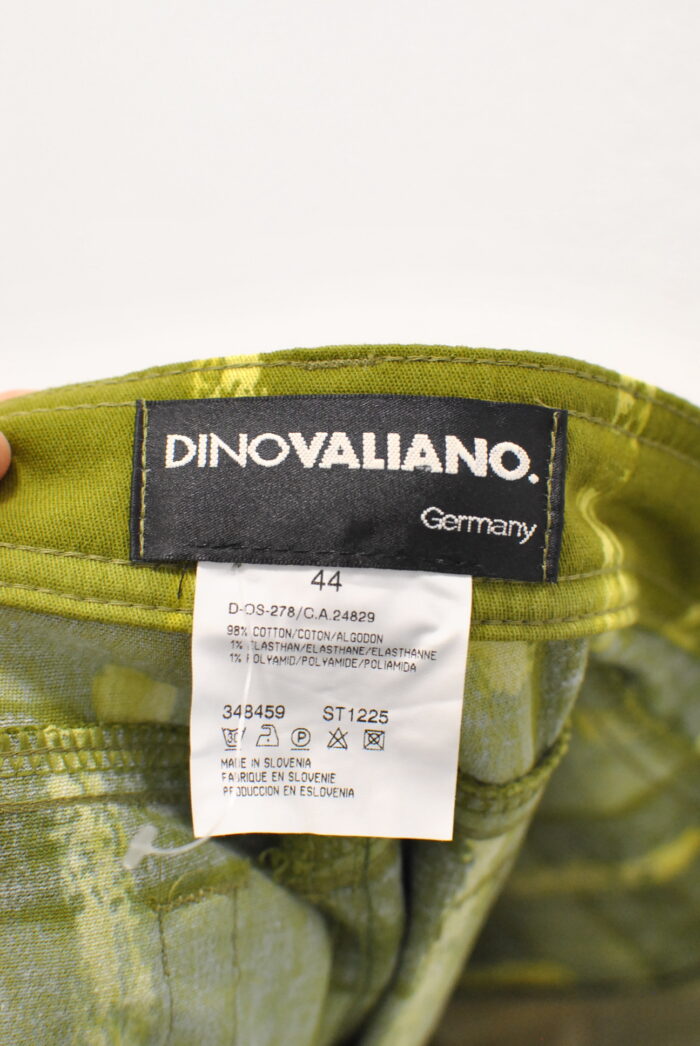 DINOVALIANO.
Germany
44
D-OS-278/C.A.24829
98% COTTON/COTON/ALGODON
1% ELASTHAN/ELASTHANE/ELASTHANNE
1% POLYAMID/POLYAMIDE/POLIAMIDA
348459 ST1225
30 P
MADE IN SLOVENIA
FABRIQUE EN SLOVENIE
PRODUCCION EN ESLOVENIA